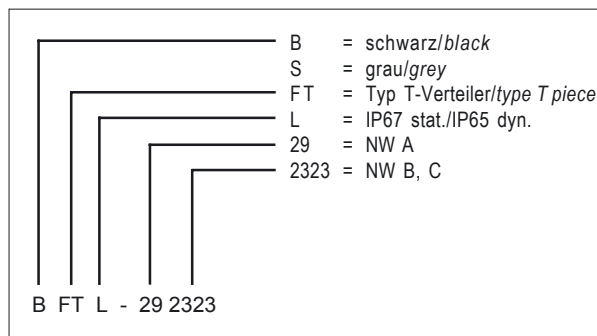 B = schwarz/black
S = grau/grey
FT = Typ T-Verteiler/type T piece
L = IP67 stat./IP65 dyn.
29 = NW A
2323 = NW B, C
B FT L - 29 2323